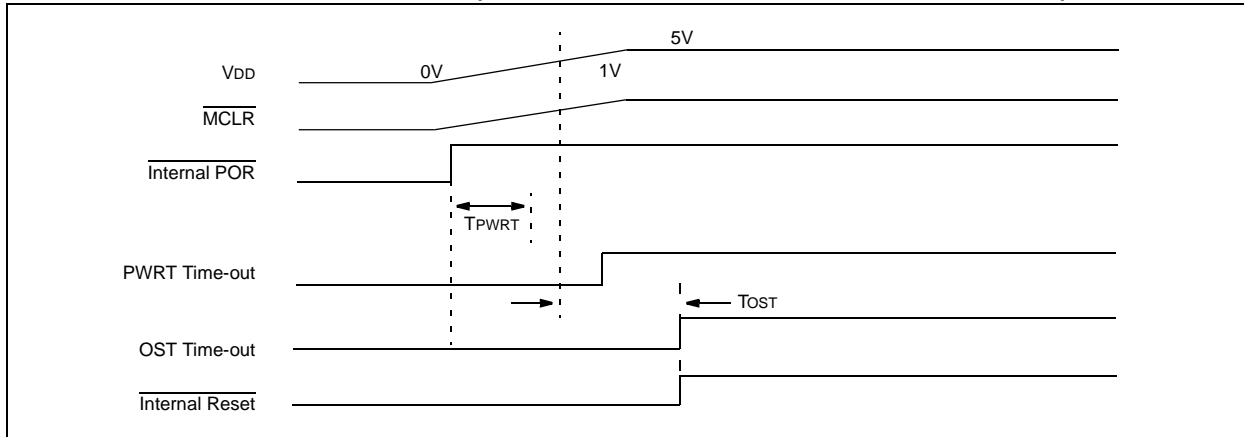 5V
VDD
0V
1V
MCLR
Internal POR
TPWRT
PWRT Time-out
TOST
OST Time-out
Internal Reset